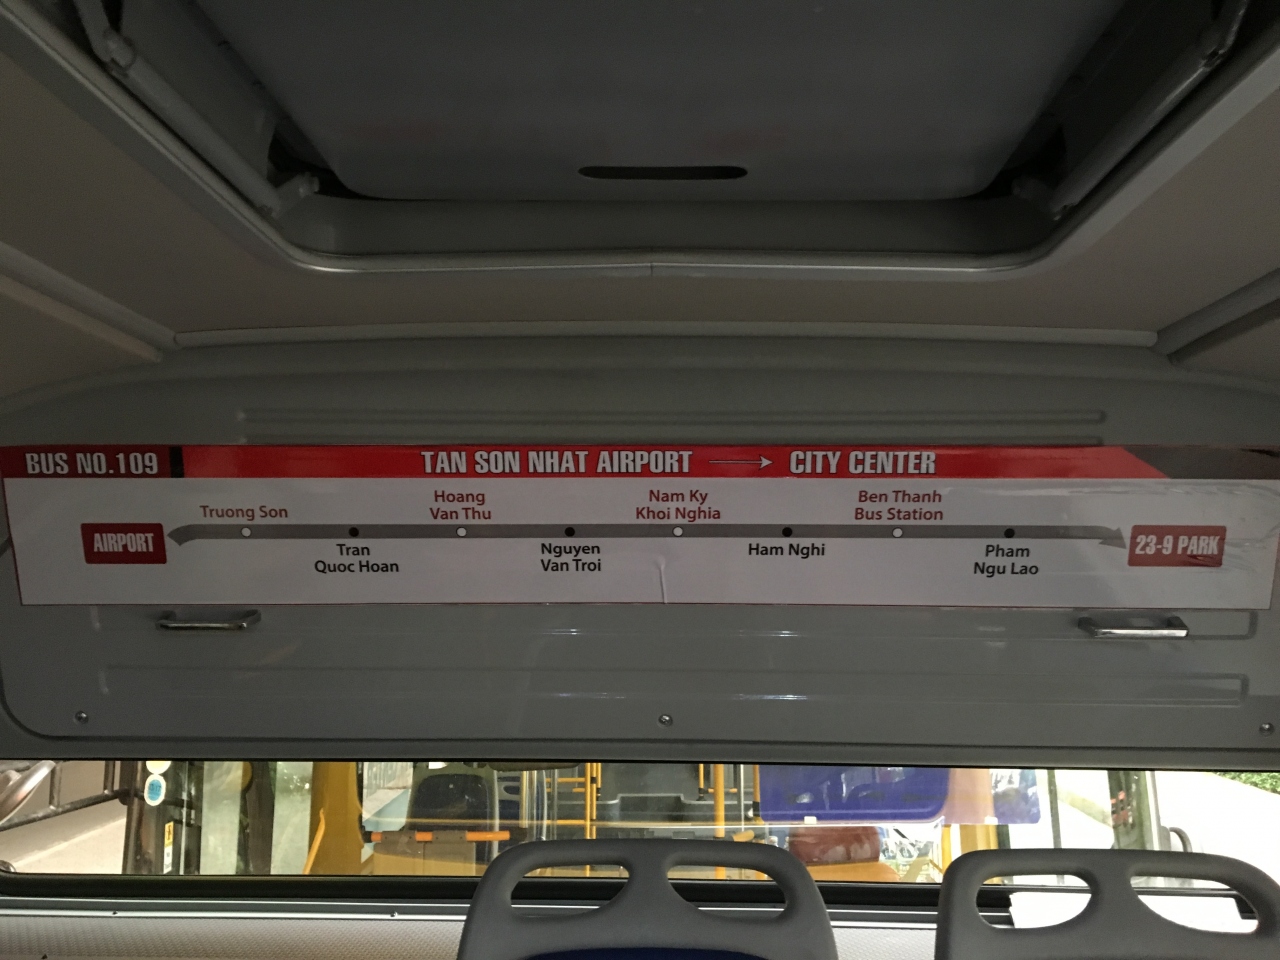 BUS NO.109
TAN SON NHAT AIRPORT → CITY CENTER
AIRPORT
Truong Son
Tran
Quoc Hoan
Hoang
Van Thu
Nguyen
Van Troi
Nam Ky
Khoi Nghia
Ham Nghi
Ben Thanh
Bus Station
Pham
Ngu Lao
23-9 PARK